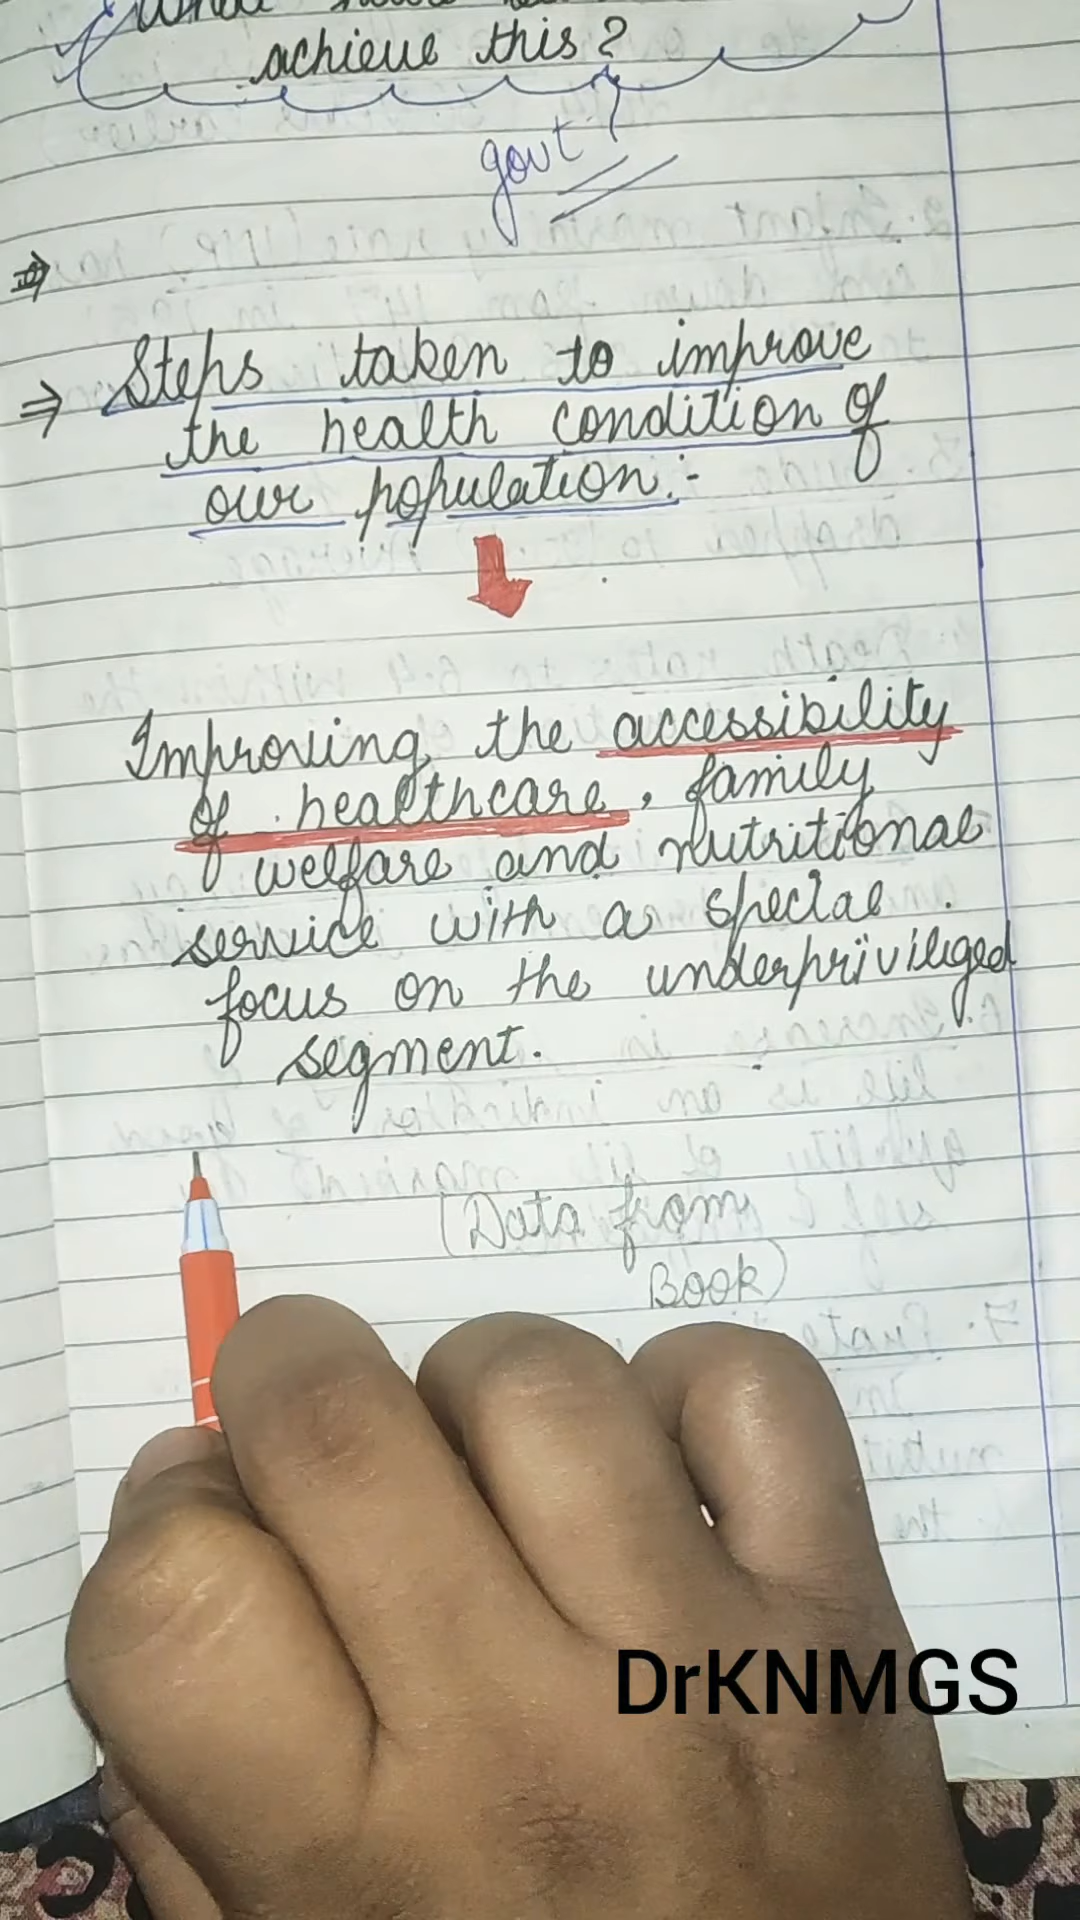 achieve this?
govt?
⇒ Steps taken to improve
the health condition of
our population:-
Improving the accessibility
of healthcare, family
welfare and nutritional
service with a special
focus on the underpriviliged
segment.
(Data from
Book)
DrKNMGS